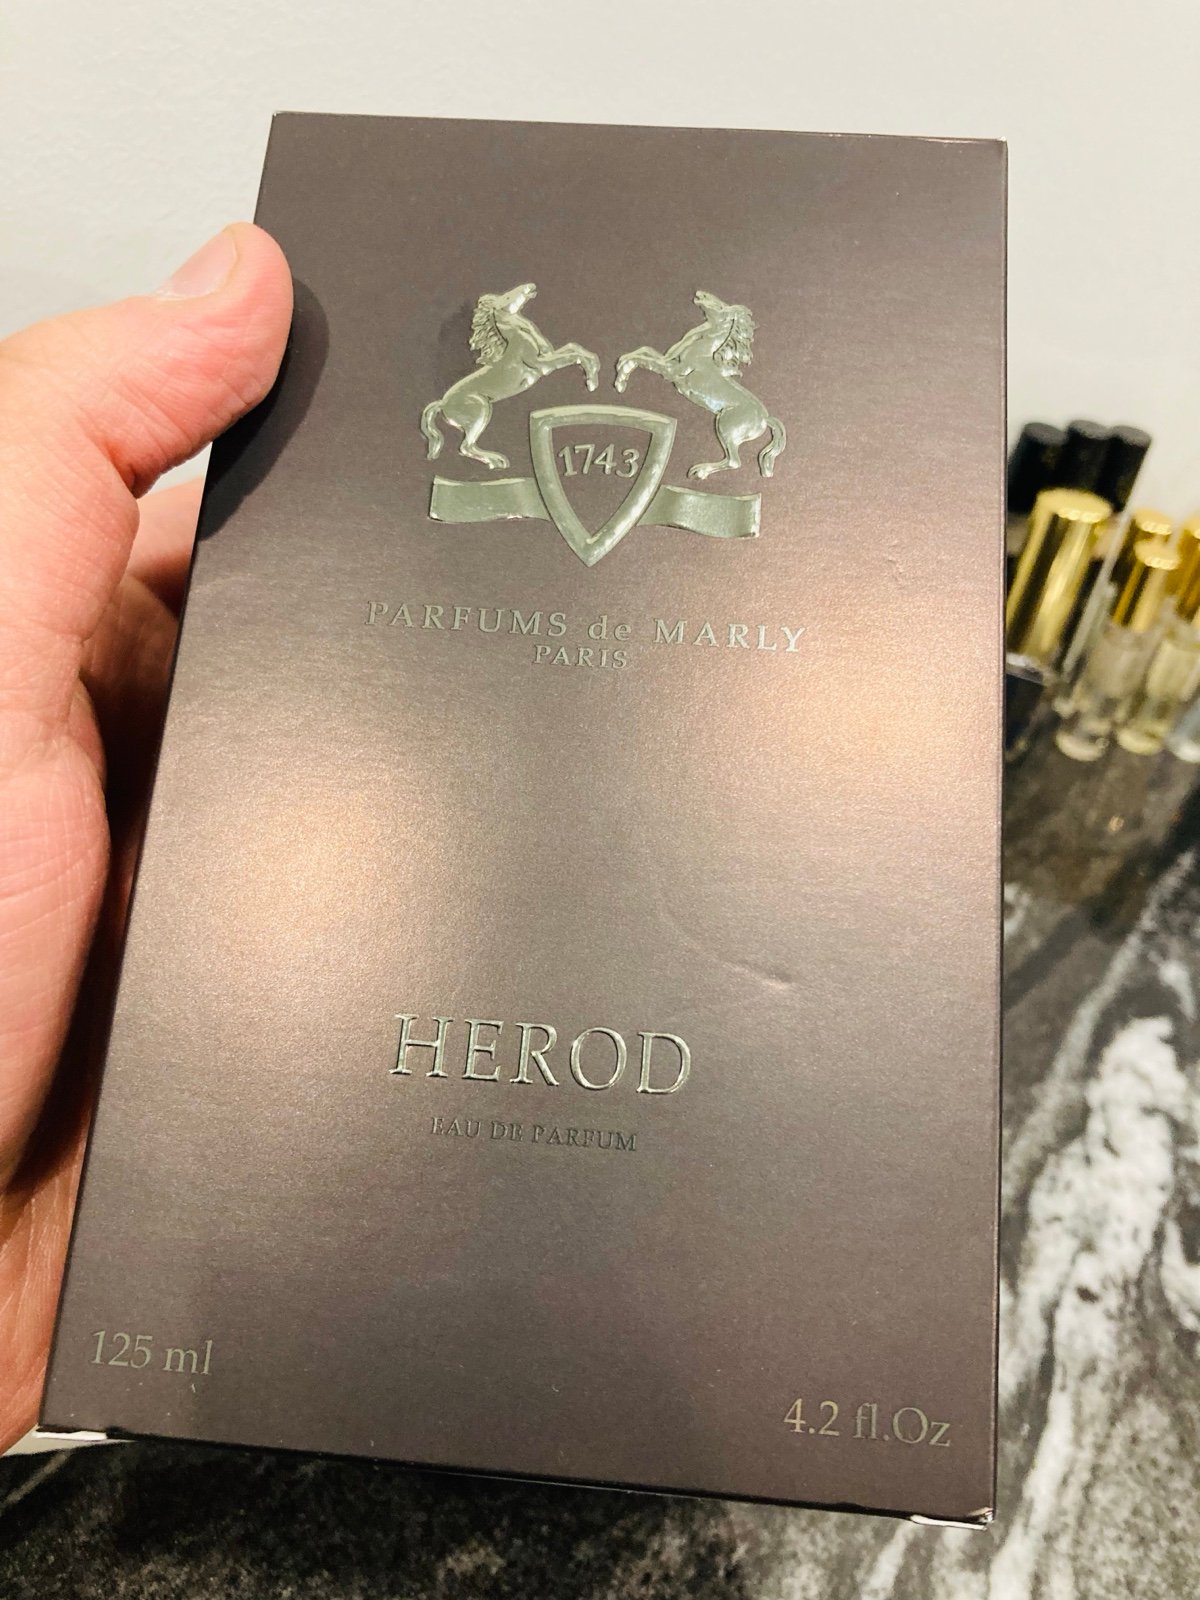 1743
PARFUMS de MARLY
PARIS
HEROD
EAU DE PARFUM
125 ml
4.2 fl.Oz